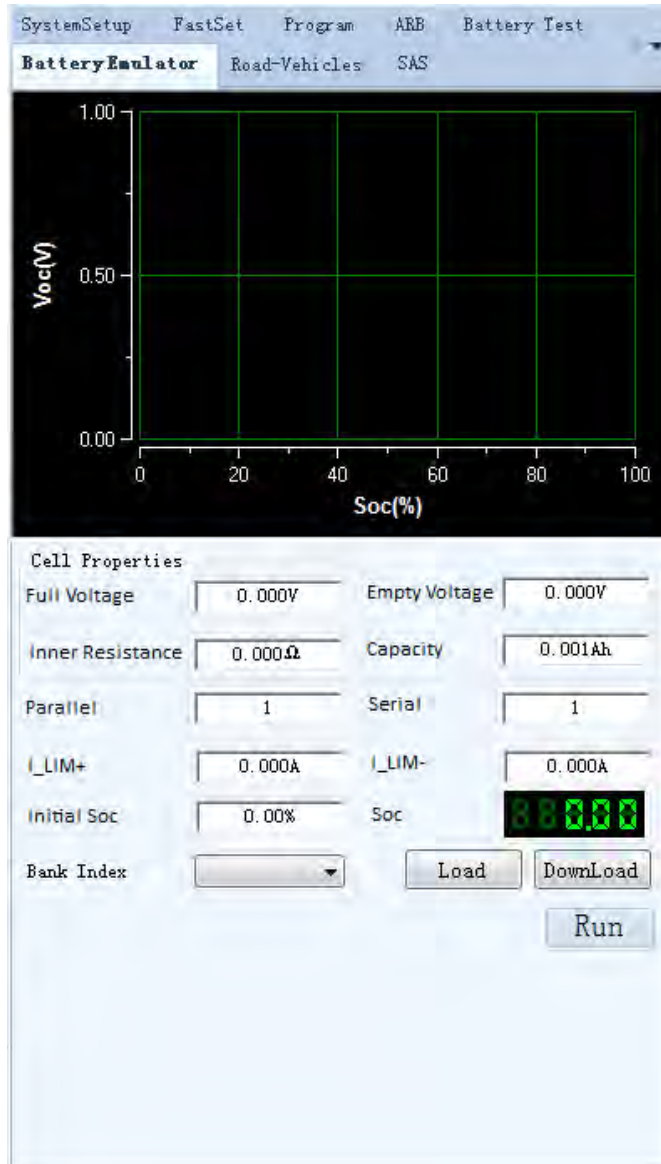 SystemSetup FastSet Program ARB Battery Test
BatteryEmulator Road-Vehicles SAS
1.00
Voc(V)
0.50
0.00
0 20 40 60 80 100
Soc(%)
Cell Properties
Full Voltage 0.000V Empty Voltage 0.000V
Inner Resistance 0.000Ω Capacity 0.001Ah
Parallel 1 Serial 1
I_LIM+ 0.000A I_LIM- 0.000A
Initial Soc 0.00% Soc 0.00
Bank Index Load DownLoad
Run